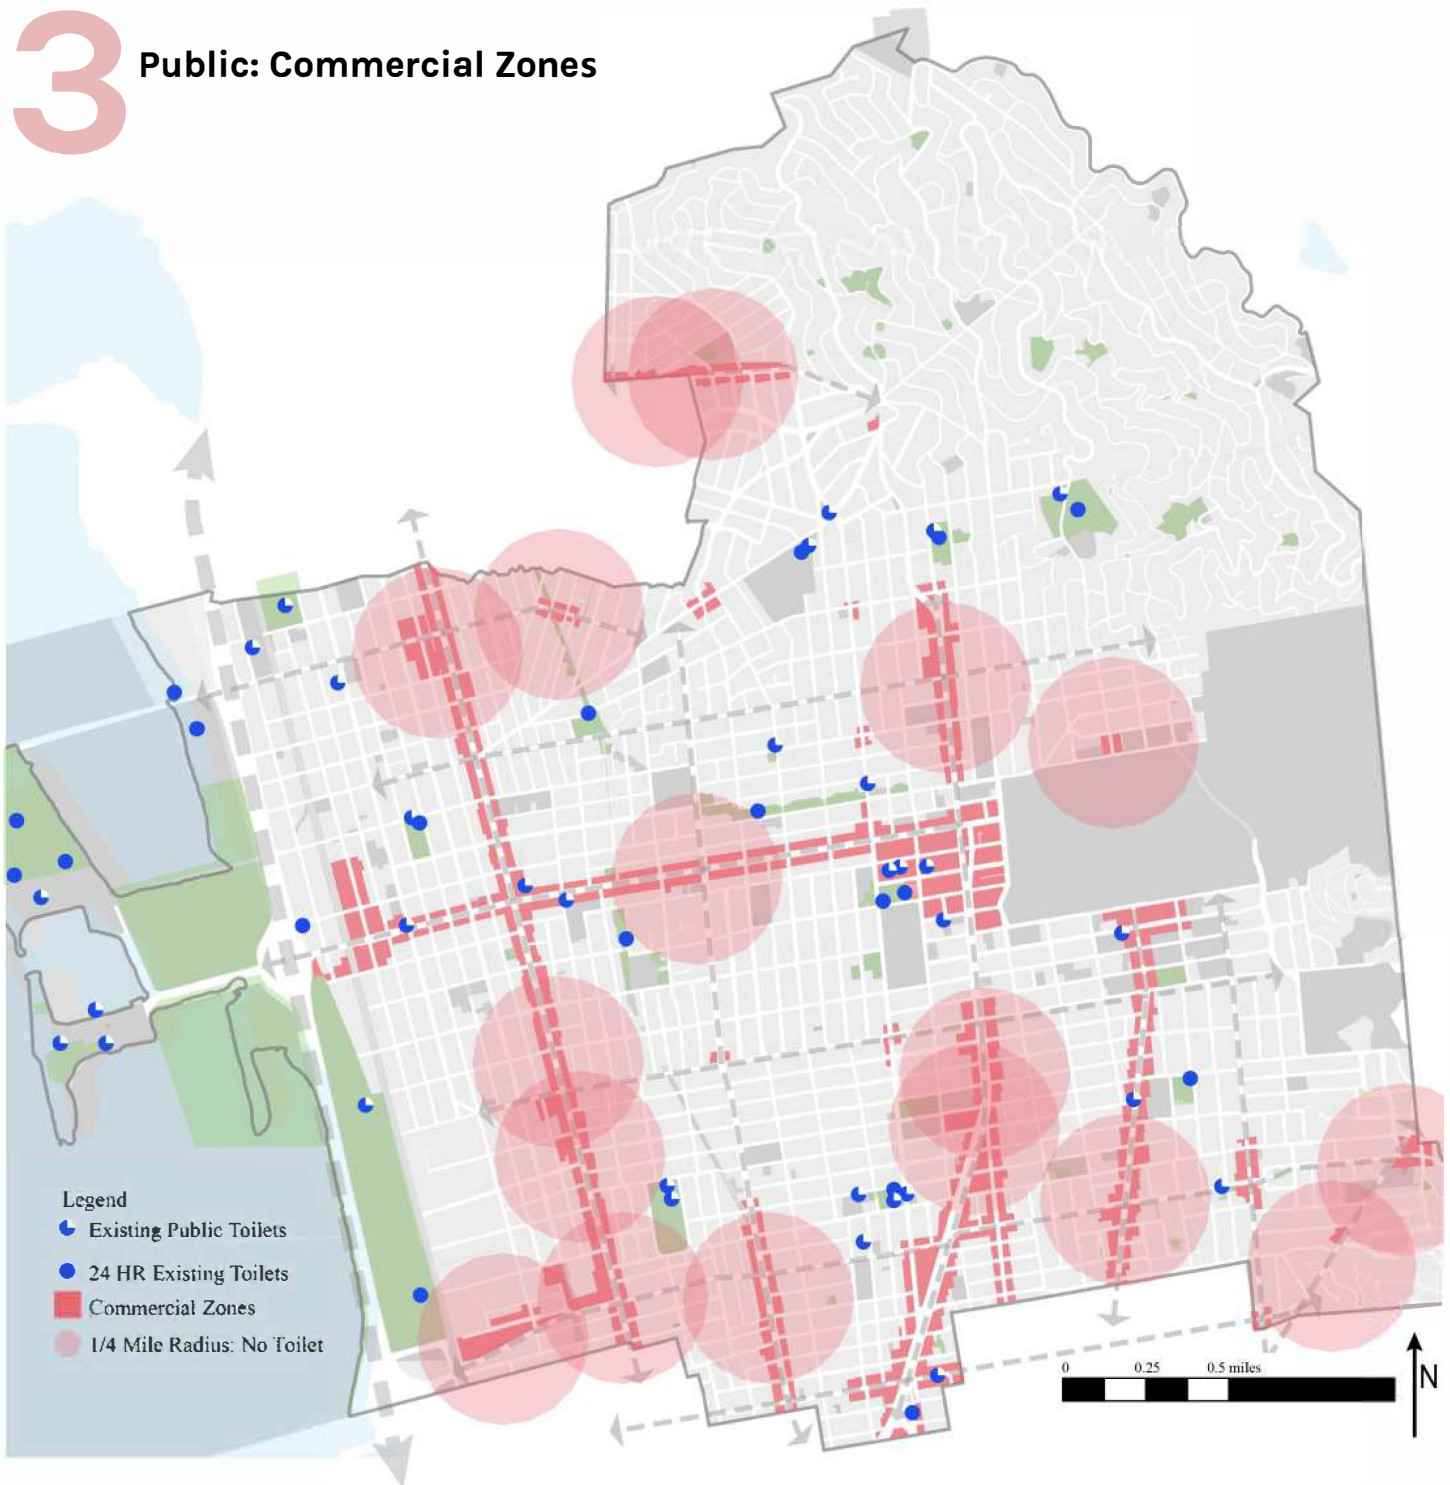 3
Public: Commercial Zones
Legend
Existing Public Toilets
24 HR Existing Toilets
Commercial Zones
1/4 Mile Radius: No Toilet
0 0.25 0.5 miles
N